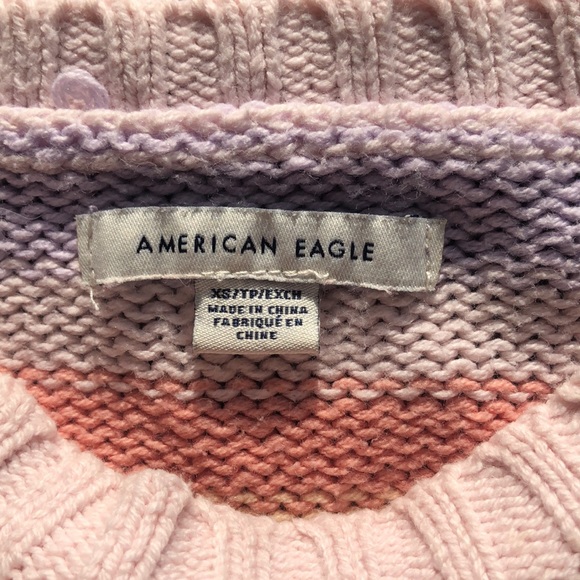 AMERICAN EAGLE
XS/TP/EXCH
MADE IN CHINA
FABRIQUÉ EN
CHINE